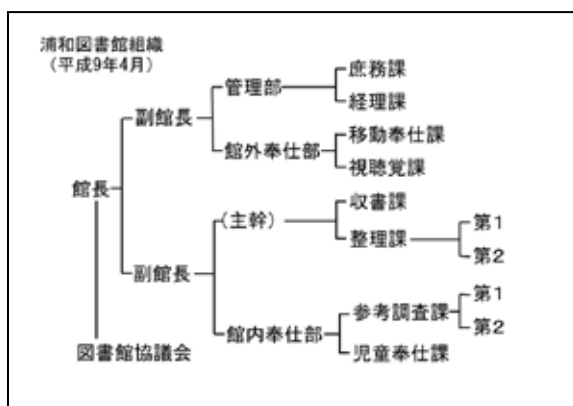 浦和図書館組織
(平成9年4月)
館長
副館長
管理部
庶務課
経理課
館外奉仕部
移動奉仕課
視聴覚課
副館長
(主幹)
収書課
整理課
第1
第2
館内奉仕部
参考調査課
第1
第2
児童奉仕課
図書館協議会